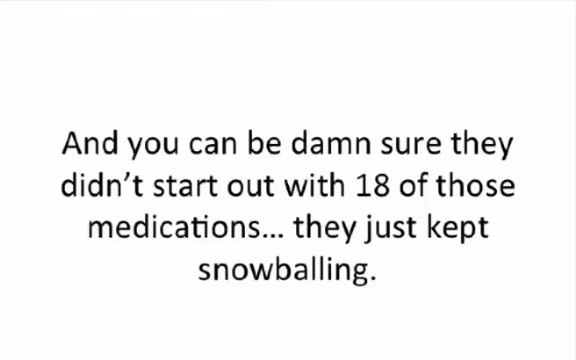 And you can be damn sure they
didn’t start out with 18 of those
medications... they just kept
snowballing.